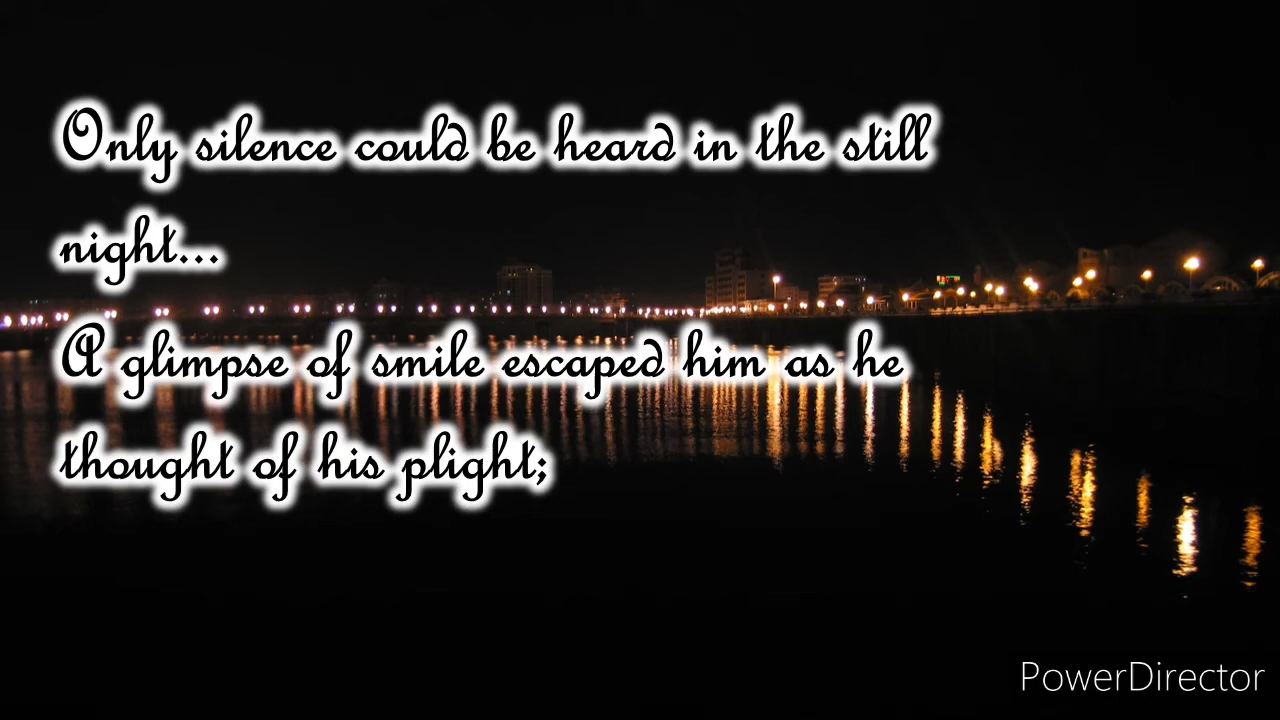 Only silence could be heard in the still
night...
A glimpse of smile escaped him as he
thought of his plight;
PowerDirector